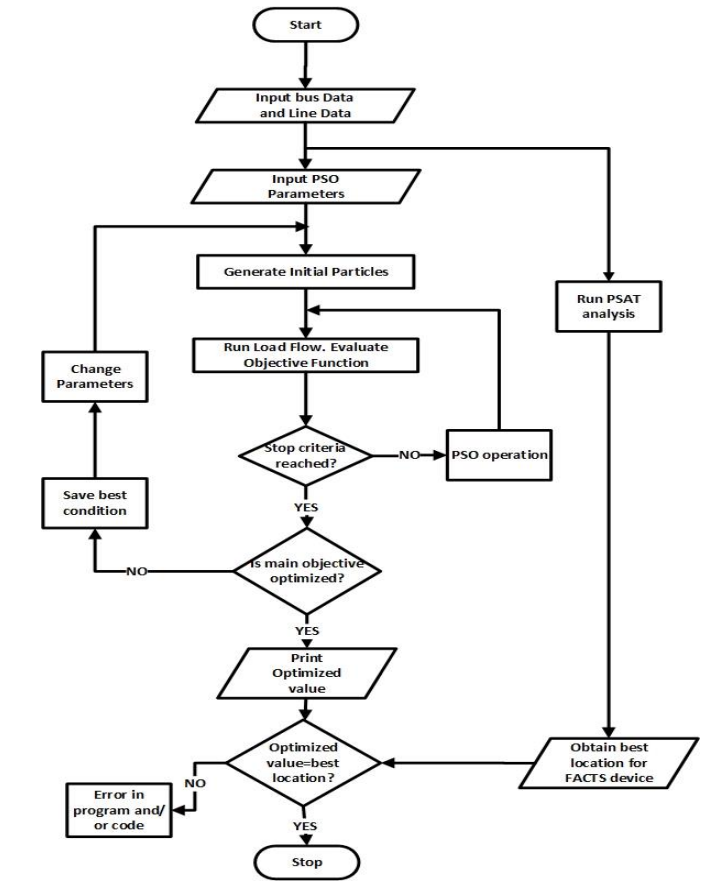 Start
Input bus Data
and Line Data
Input PSO
Parameters
Generate Initial Particles
Run PSAT
analysis
Run Load Flow. Evaluate
Objective Function
Change
Parameters
Stop criteria
reached?
NO
PSO operation
YES
Save best
condition
Is main objective
optimized?
NO
YES
Print
Optimized
value
Optimized
value=best
location?
Obtain best
location for
FACTS device
NO
Error in
program and/
or code
YES
Stop